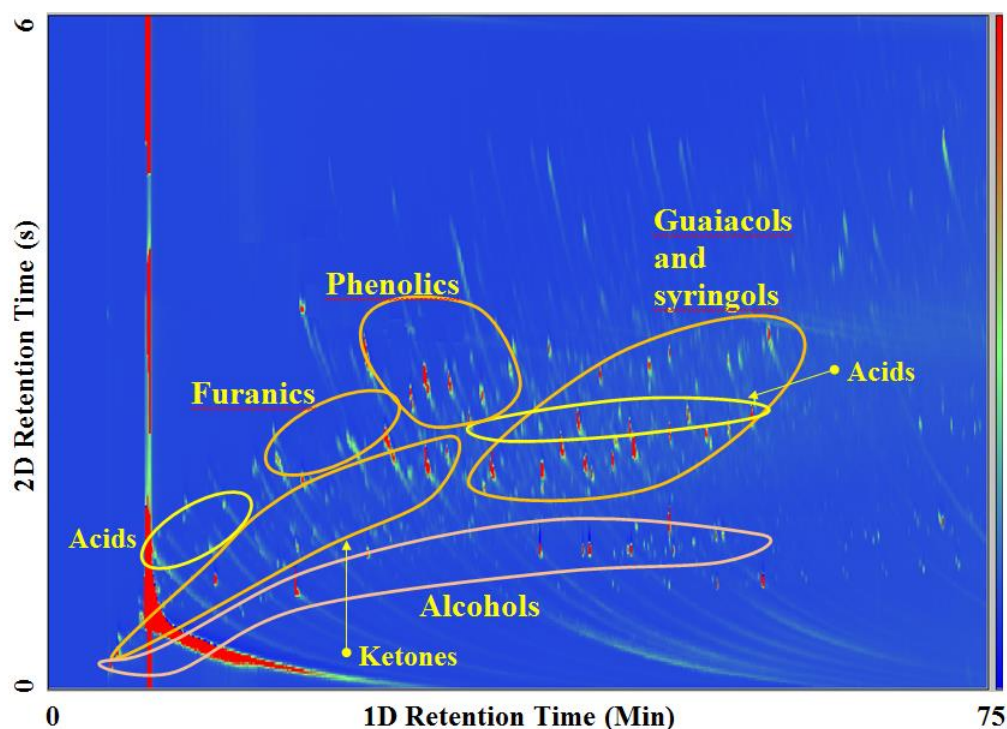 6
Guaiacols
and
syringols
Phenolics
Acids
Furanics
2D Retention Time (s)
Acids
Alcohols
Ketones
0
0
1D Retention Time (Min)
75